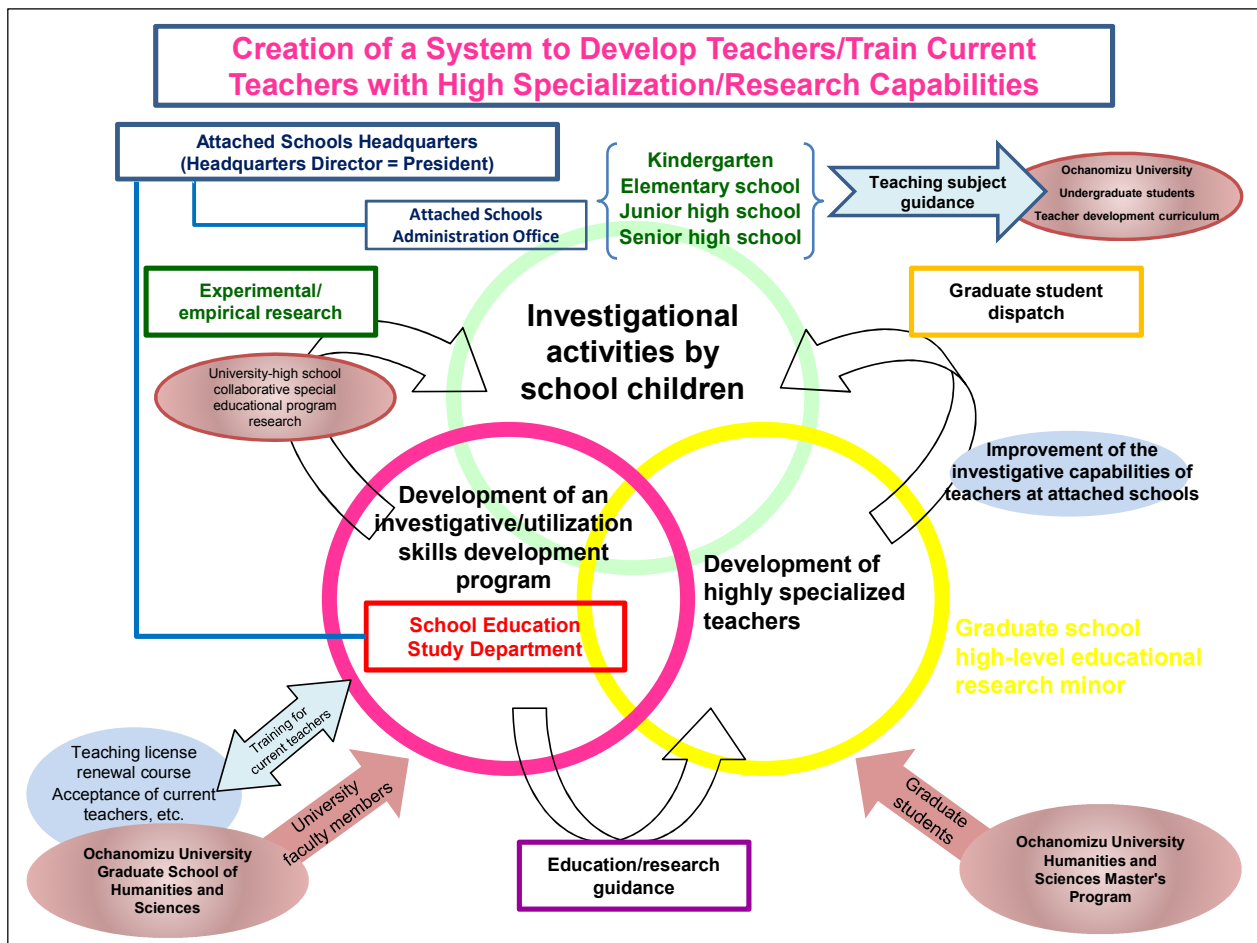 Creation of a System to Develop Teachers/Train Current
Teachers with High Specialization/Research Capabilities
Attached Schools Headquarters
(Headquarters Director = President)
Attached Schools
Administration Office
Kindergarten
Elementary school
Junior high school
Senior high school
Teaching subject
guidance
Ochanomizu University
Undergraduate students
Teacher development curriculum
Experimental/
empirical research
Investigational
activities by
school children
Graduate student
dispatch
University-high school
collaborative special
educational program
research
Improvement of the
investigative capabilities of
teachers at attached schools
Development of an
investigative/utilization
skills development
program
Development of
highly specialized
teachers
School Education
Study Department
Graduate school
high-level educational
research minor
Training for
current teachers
Teaching license
renewal course
Acceptance of current
teachers, etc.
University
faculty members
Graduate
students
Ochanomizu University
Graduate School of
Humanities and
Sciences
Education/research
guidance
Ochanomizu University
Humanities and
Sciences Master's
Program